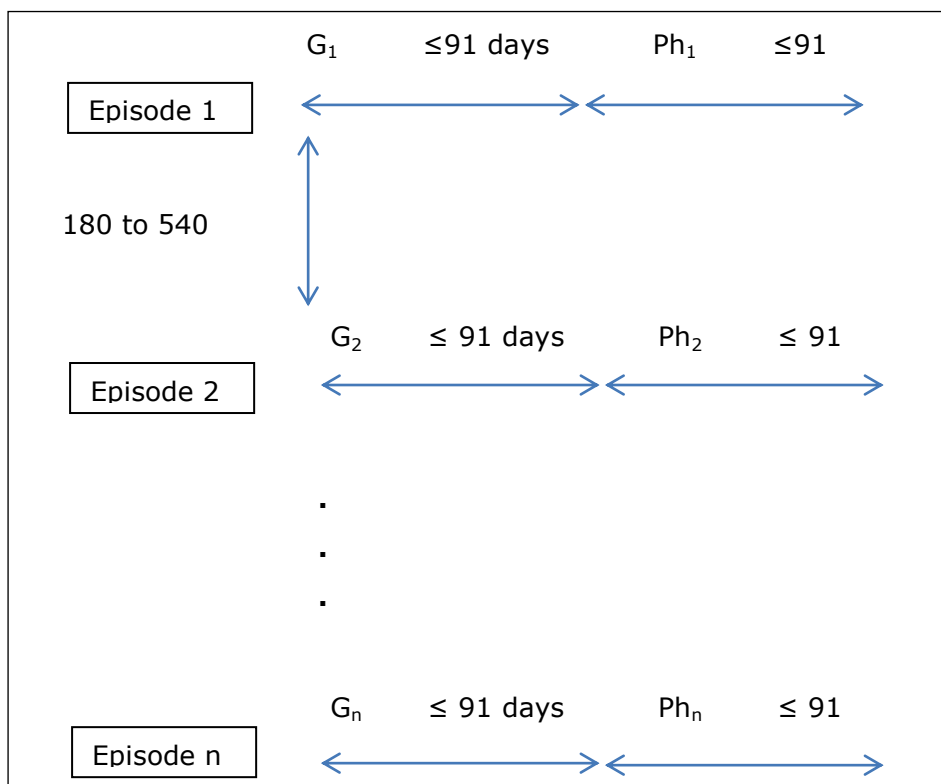 G₁ ≤91 days Ph₁ ≤91
Episode 1
180 to 540
G₂ ≤ 91 days Ph₂ ≤ 91
Episode 2
.
.
.
Gₙ ≤ 91 days Phₙ ≤ 91
Episode n